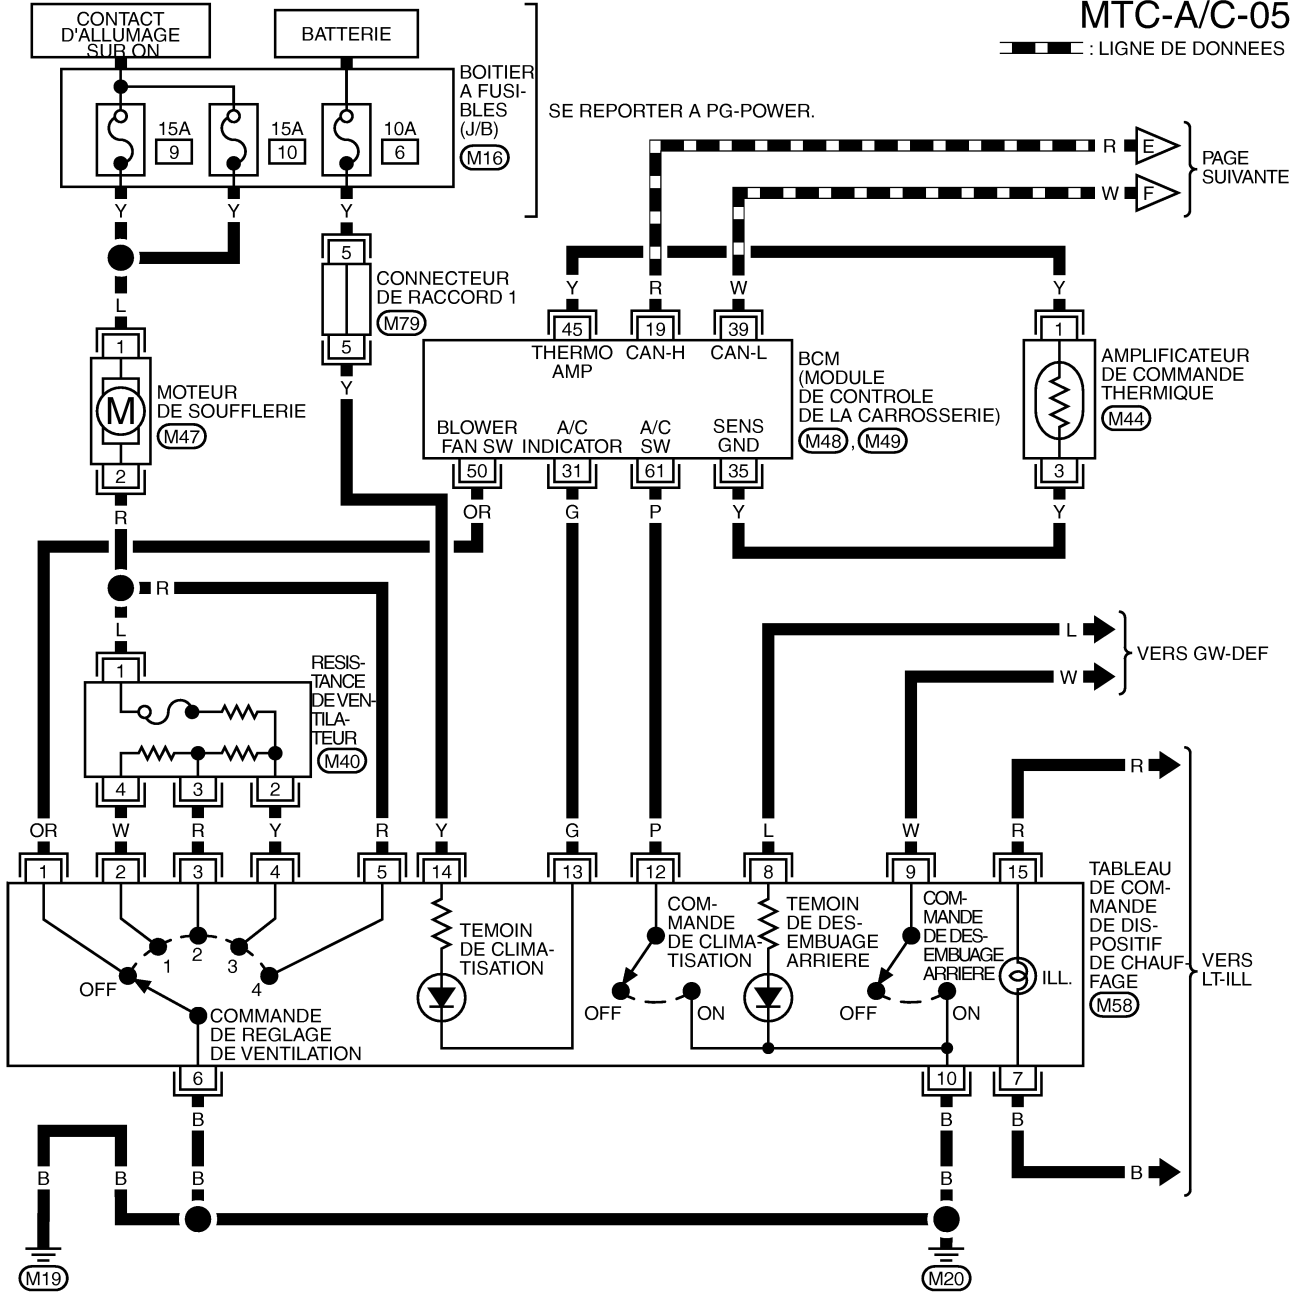 MTC-A/C-05
: LIGNE DE DONNEES
CONTACT
D'ALLUMAGE
SUR ON
BATTERIE
15A
9
15A
10
10A
6
BOITIER
A FUSI-
BLES
(J/B)
M16
SE REPORTER A PG-POWER.
R
E
W
F
PAGE
SUIVANTE
Y
Y
Y
5
CONNECTEUR
DE RACCORD 1
M79
5
Y
L
1
M
MOTEUR
DE SOUFFLERIE
M47
2
R
Y
R
W
Y
45
19
39
1
THERMO
AMP
CAN-H
CAN-L
BCM
(MODULE
DE CONTROLE
DE LA CARROSSERIE)
M48 , M49
BLOWER
FAN SW
A/C
INDICATOR
A/C
SW
SENS
GND
50
31
61
35
3
AMPLIFICATEUR
DE COMMANDE
THERMIQUE
M44
OR
G
P
Y
Y
R
L
1
RESIS-
TANCE
DE VEN-
TILA-
TEUR
M40
4
3
2
L
W
VERS GW-DEF
R
OR
W
R
Y
R
Y
G
P
L
W
R
1
2
3
4
5
14
13
12
8
9
15
TABLEAU
DE COM-
MANDE
DE DIS-
POSITIF
DE CHAUF-
FAGE
M58
VERS
LT-ILL
OFF
1
2
3
4
COMMANDE
DE REGLAGE
DE VENTILATION
TEMOIN
DE CLIMA-
TISATION
COM-
MANDE
DE CLIMA-
TISATION
OFF
ON
TEMOIN
DE DES-
EMBUAGE
ARRIERE
COM-
MANDE
DE DES-
EMBUAGE
ARRIERE
OFF
ON
ILL.
6
10
7
B
B
B
B
B
B
B
B
M19
M20